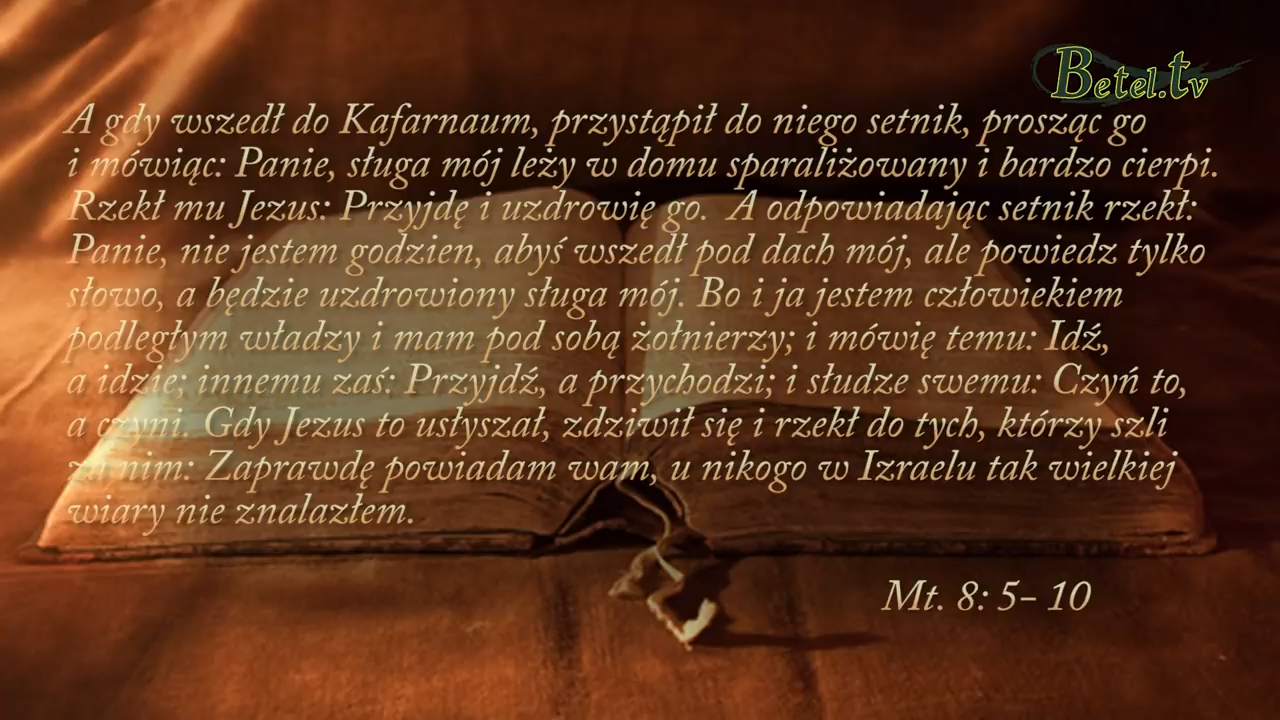 Betel.tv
A gdy wszedł do Kafarnaum, przystąpił do niego setnik, prosząc go
i mówiąc: Panie, sługa mój leży w domu sparaliżowany i bardzo cierpi.
Rzekł mu Jezus: Przyjdę i uzdrowię go. A odpowiadając setnik rzekł:
Panie, nie jestem godzien, abyś wszedł pod dach mój, ale powiedz tylko
słowo, a będzie uzdrowiony sługa mój. Bo i ja jestem człowiekiem
podległym władzy i mam pod sobą żołnierzy; i mówię temu: Idź,
a idzie; innemu zaś: Przyjdź, a przychodzi; i słudze swemu: Czyń to,
a czyni. Gdy Jezus to usłyszał, zdziwił się i rzekł do tych, którzy szli
za nim: Zaprawdę powiadam wam, u nikogo w Izraelu tak wielkiej
wiary nie znalazłem.
Mt. 8: 5- 10